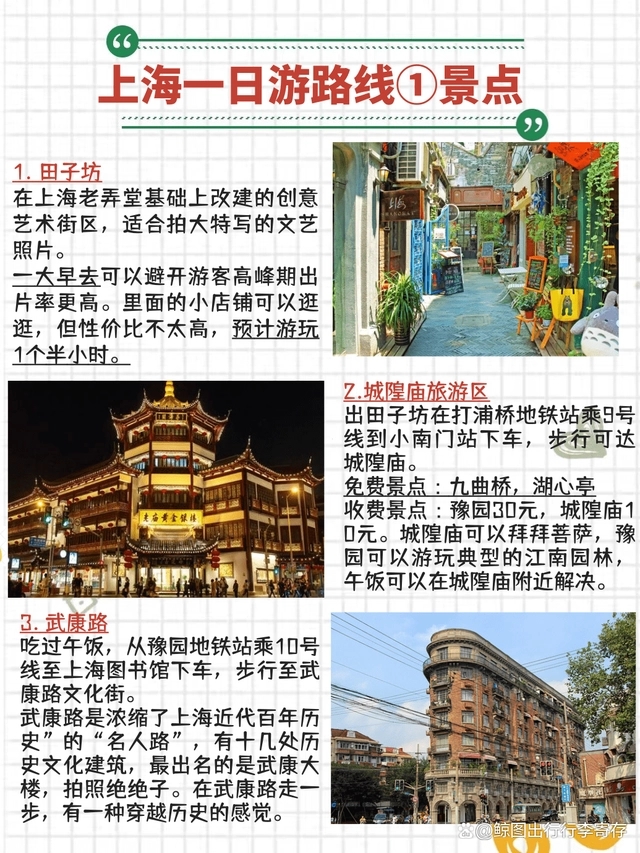 上海一日游路线①景点
1. 田子坊
在上海老弄堂基础上改建的创意
艺术街区，适合拍大特写的文艺
照片。
一大早去可以避开游客高峰期出
片率更高。里面的小店铺可以逛
逛，但性价比不太高，预计游玩
1个半小时。
老庙黄金银楼
2.城隍庙旅游区
出田子坊在打浦桥地铁站乘9号
线到小南门站下车，步行可达
城隍庙。
免费景点：九曲桥，湖心亭
收费景点：豫园30元，城隍庙1
0元。城隍庙可以拜拜菩萨，豫
园可以游玩典型的江南园林，
午饭可以在城隍庙附近解决。
3. 武康路
吃过午饭，从豫园地铁站乘10号
线至上海图书馆下车，步行至武
康路文化街。
武康路是浓缩了上海近代百年历
史”的“名人路”，有十几处历
史文化建筑，最出名的是武康大
楼，拍照绝绝子。在武康路走一
步，有一种穿越历史的感觉。
@鲸图出行行李寄存